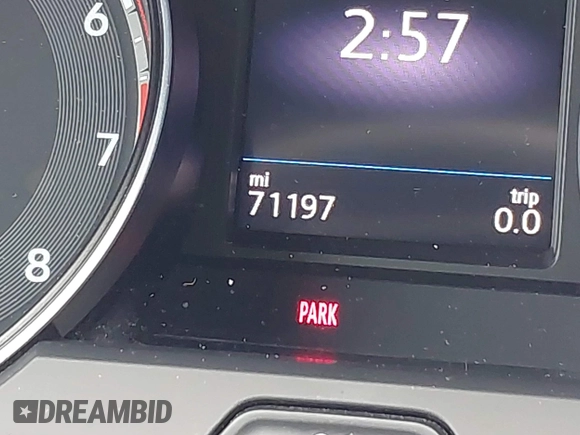 6
7
8
2:57
mi
71197
trip
0.0
PARK
DREAMBID